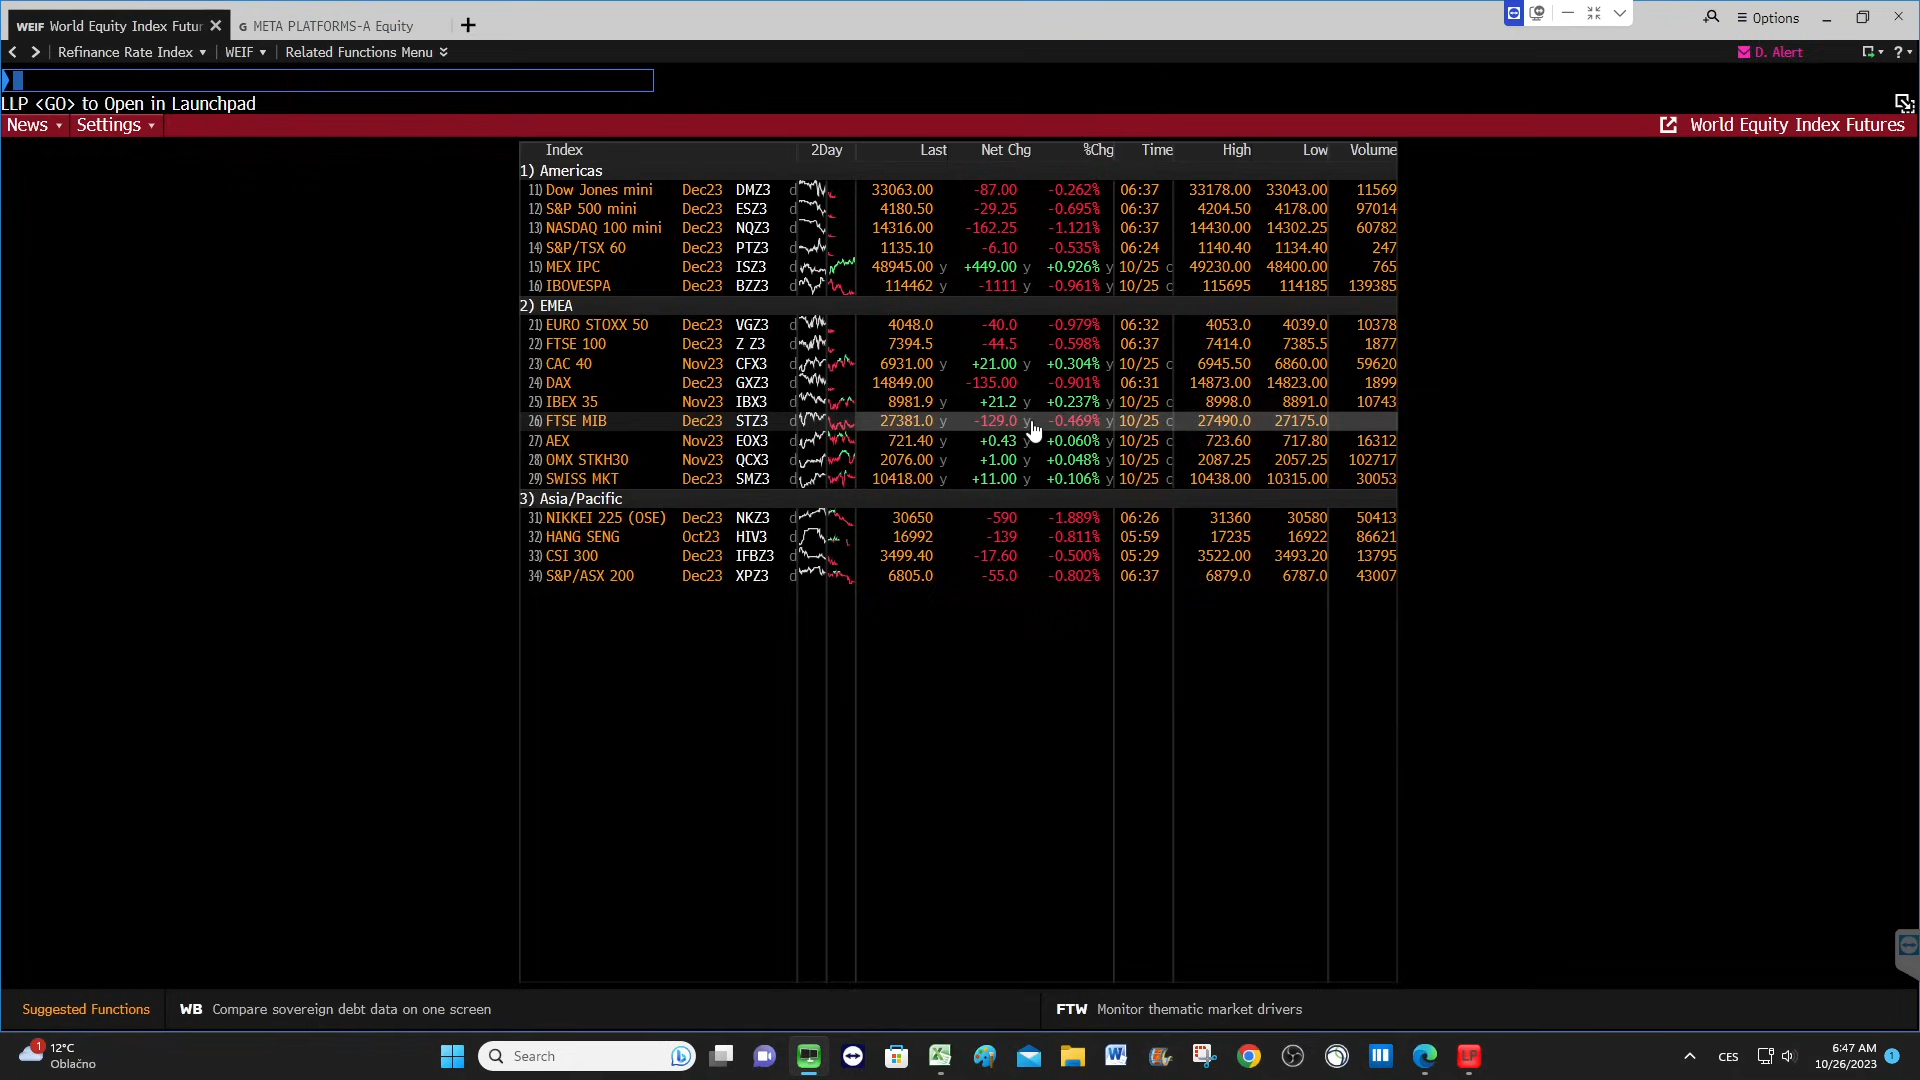 WEIF World Equity Index Futur
G META PLATFORMS-A Equity
Options
Refinance Rate Index WEIF Related Functions Menu
D. Alert
?
LLP <GO> to Open in Launchpad
News Settings World Equity Index Futures
Index 2Day Last Net Chg %Chg Time High Low Volume
1) Americas
11) Dow Jones mini Dec23 DMZ3 d 33063.00 -87.00 -0.262% 06:37 33178.00 33043.00 11569
12) S&P 500 mini Dec23 ESZ3 d 4180.50 -29.25 -0.695% 06:37 4204.50 4178.00 97014
13) NASDAQ 100 mini Dec23 NQZ3 d 14316.00 -162.25 -1.121% 06:37 14430.00 14302.25 60782
14) S&P/TSX 60 Dec23 PTZ3 d 1135.10 -6.10 -0.535% 06:24 1140.40 1134.40 247
15) MEX IPC Dec23 ISZ3 d 48945.00 y +449.00 y +0.926% y 10/25 c 49230.00 48400.00 765
16) IBOVESPA Dec23 BZZ3 d 114462 y -1111 y -0.961% y 10/25 c 115695 114185 139385
2) EMEA
21) EURO STOXX 50 Dec23 VGZ3 d 4048.0 -40.0 -0.979% 06:32 4053.0 4039.0 10378
22) FTSE 100 Dec23 Z Z3 d 7394.5 -44.5 -0.598% 06:37 7414.0 7385.5 1877
23) CAC 40 Nov23 CFX3 d 6931.00 y +21.00 y +0.304% y 10/25 c 6945.50 6860.00 59620
24) DAX Dec23 GXZ3 d 14849.00 -135.00 -0.901% 06:31 14873.00 14823.00 1899
25) IBEX 35 Nov23 IBX3 d 8981.9 y +21.2 y +0.237% y 10/25 c 8998.0 8891.0 10743
26) FTSE MIB Dec23 STZ3 d 27381.0 y -129.0 y -0.469% y 10/25 c 27490.0 27175.0
27) AEX Nov23 EOX3 d 721.40 y +0.43 y +0.060% y 10/25 c 723.60 717.80 16312
28) OMX STKH30 Nov23 QCX3 d 2076.00 y +1.00 y +0.048% y 10/25 c 2087.25 2057.25 102717
29) SWISS MKT Dec23 SMZ3 d 10418.00 y +11.00 y +0.106% y 10/25 c 10438.00 10315.00 30053
3) Asia/Pacific
31) NIKKEI 225 (OSE) Dec23 NKZ3 d 30650 -590 -1.889% 06:26 31360 30580 50413
32) HANG SENG Oct23 HIV3 d 16992 -139 -0.811% 05:59 17235 16922 86621
33) CSI 300 Dec23 IFBZ3 d 3499.40 -17.60 -0.500% 05:29 3522.00 3493.20 13795
34) S&P/ASX 200 Dec23 XPZ3 d 6805.0 -55.0 -0.802% 06:37 6879.0 6787.0 43007
Suggested Functions WB Compare sovereign debt data on one screen FTW Monitor thematic market drivers
1
12°C
Oblačno
Search
LP
CES
6:47 AM
10/26/2023
1